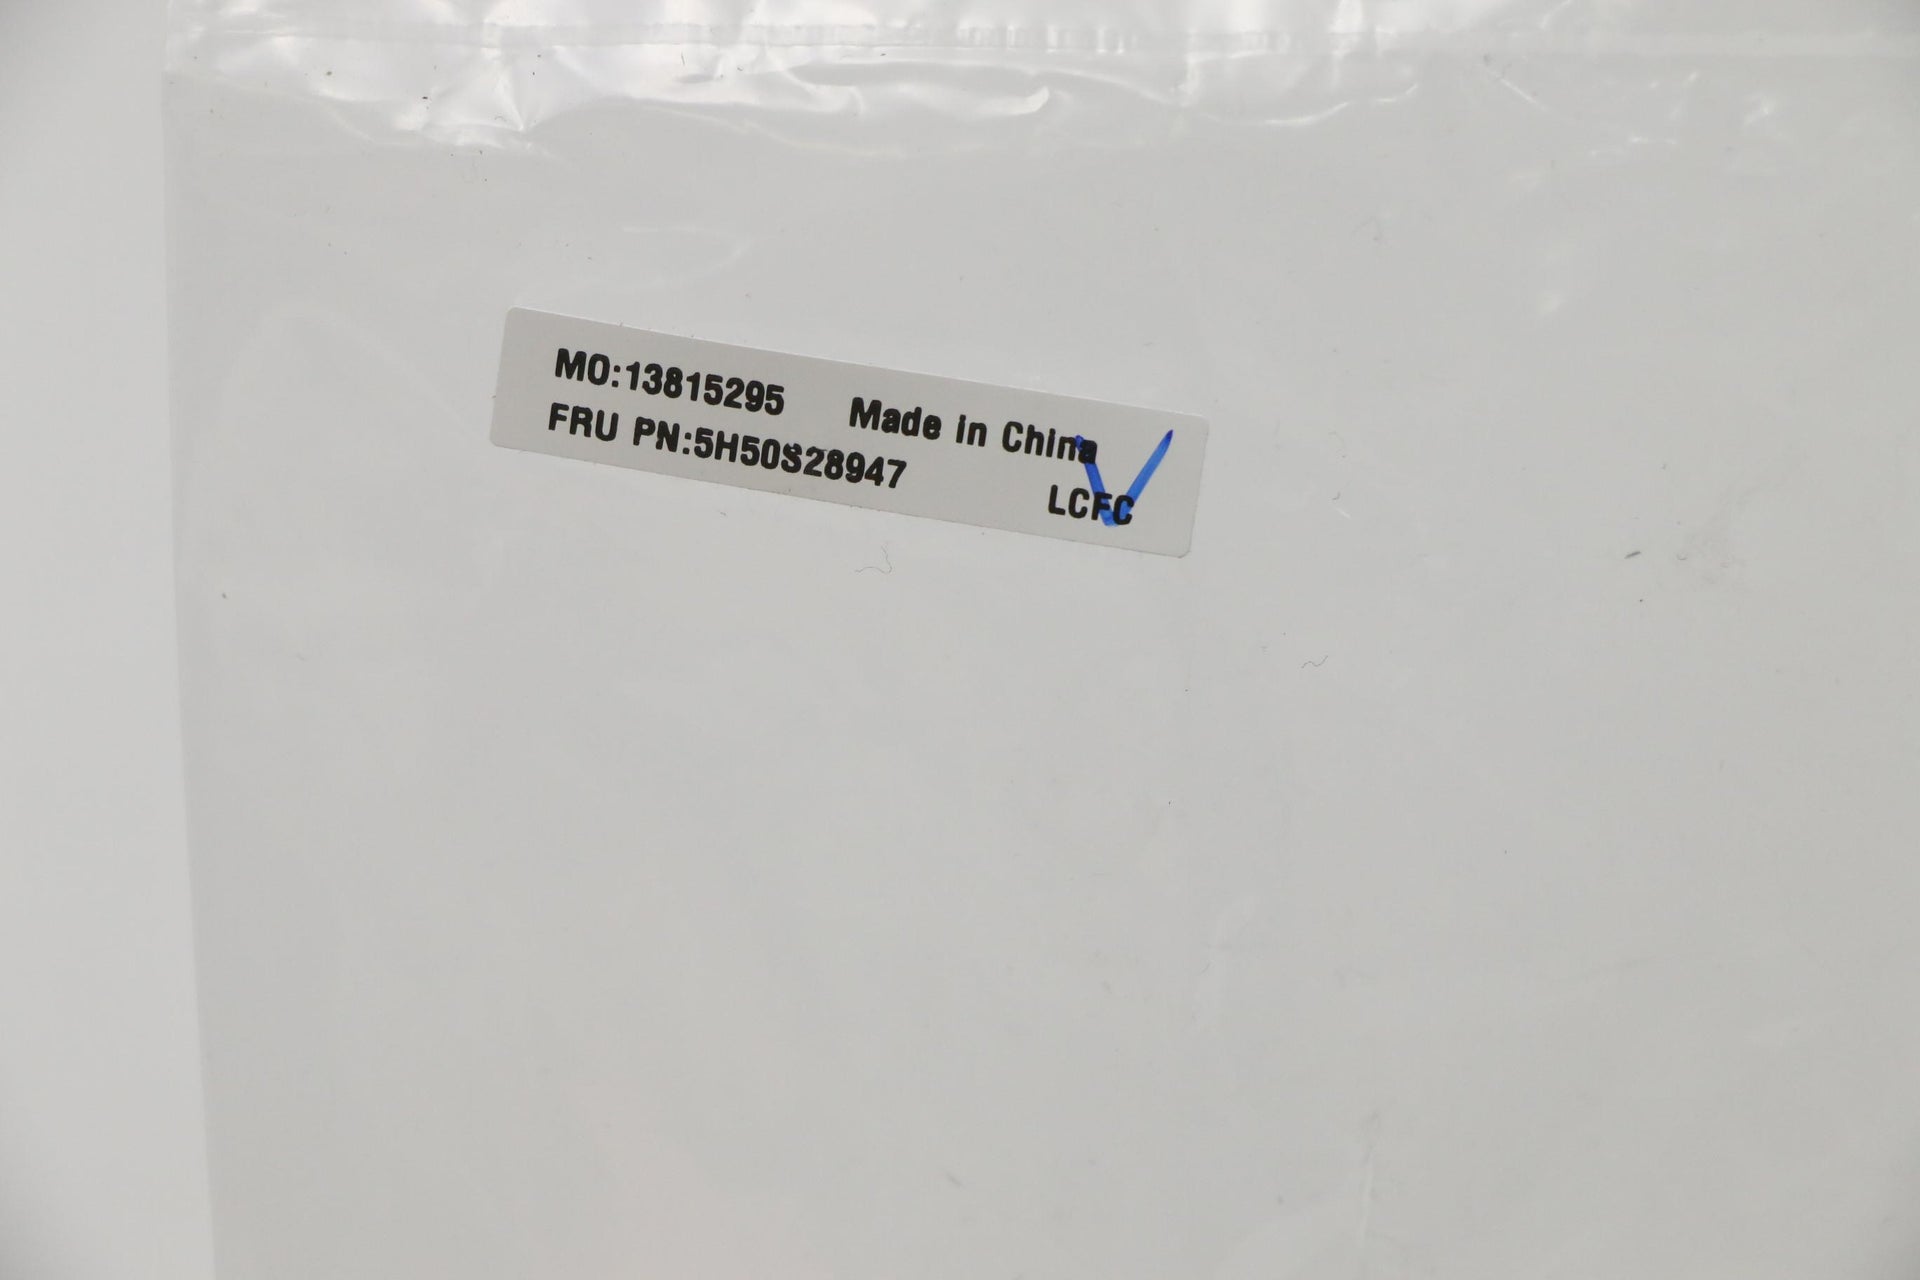 MO:13815295 Made in China
FRU PN:5H50S28947 LCFC